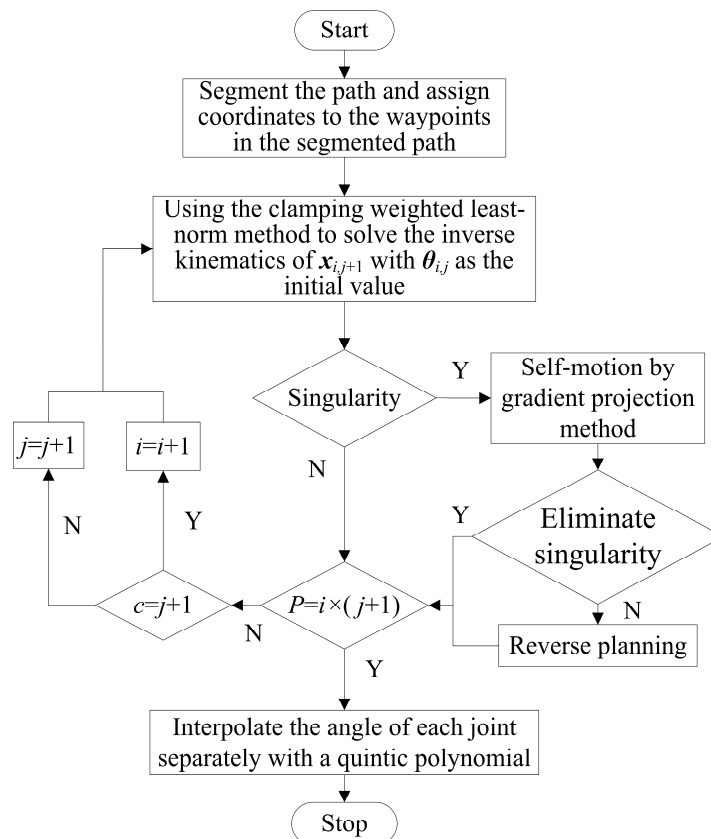 Start
Segment the path and assign
coordinates to the waypoints
in the segmented path
Using the clamping weighted least-
norm method to solve the inverse
kinematics of x_{i,j+1} with θ_{i,j} as the
initial value
Singularity
Y
N
Self-motion by
gradient projection
method
Eliminate
singularity
Y
N
Reverse planning
j=j+1
i=i+1
N
Y
c=j+1
N
P=i×(j+1)
Y
Interpolate the angle of each joint
separately with a quintic polynomial
Stop